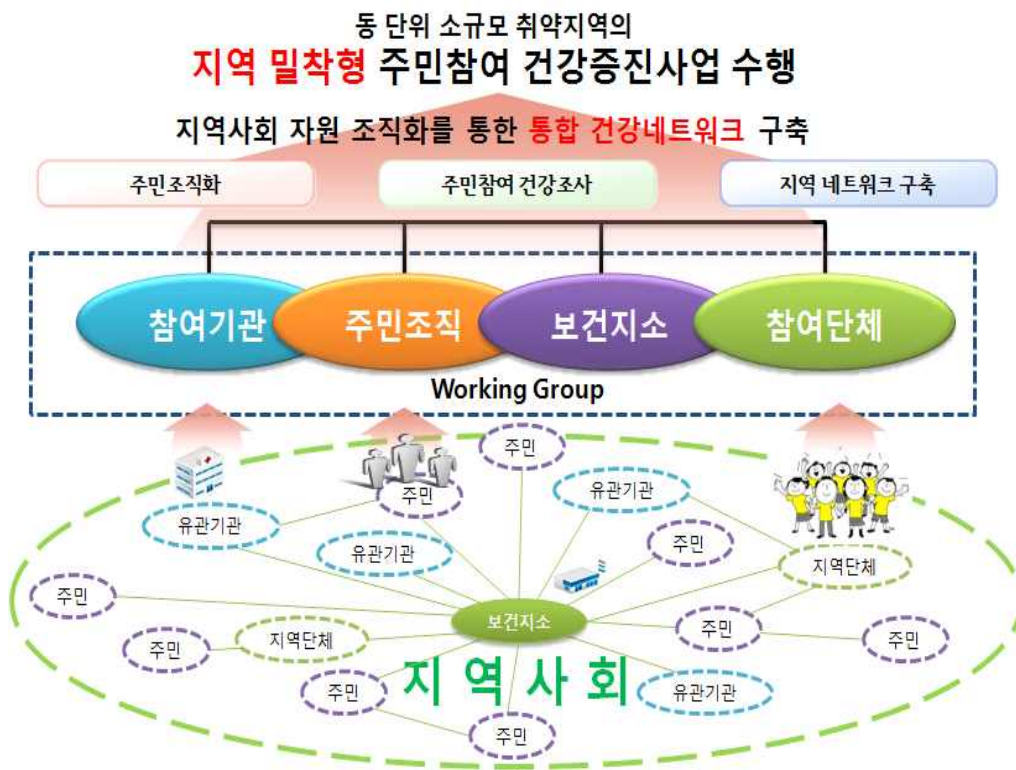 동 단위 소규모 취약지역의
지역 밀착형 주민참여 건강증진사업 수행
지역사회 자원 조직화를 통한 통합 건강네트워크 구축
주민조직화
주민참여 건강조사
지역 네트워크 구축
참여기관
주민조직
보건지소
참여단체
Working Group
주민
유관기관
주민
유관기관
유관기관
주민
지역단체
주민
보건지소
주민
지역단체
주민
주민
지역사회
주민
유관기관
주민